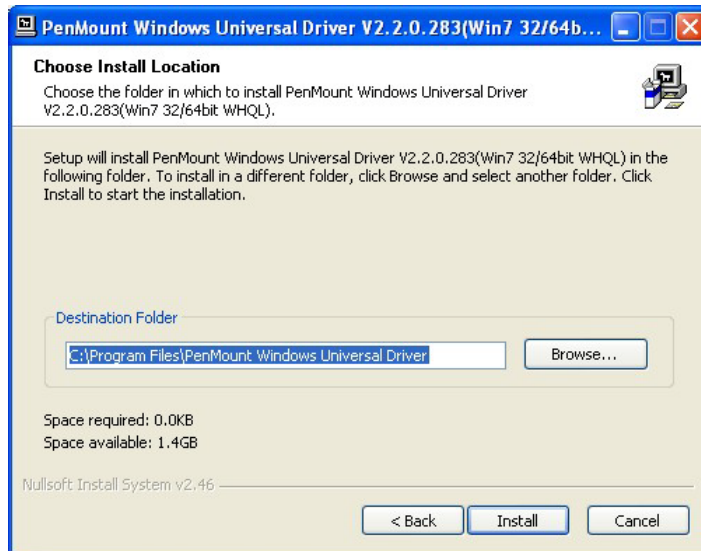 PenMount Windows Universal Driver V2.2.0.283(Win7 32/64b...
Choose Install Location
Choose the folder in which to install PenMount Windows Universal Driver
V2.2.0.283(Win7 32/64bit WHQL).
Setup will install PenMount Windows Universal Driver V2.2.0.283(Win7 32/64bit WHQL) in the
following folder. To install in a different folder, click Browse and select another folder. Click
Install to start the installation.
Destination Folder
C:\Program Files\PenMount Windows Universal Driver
Browse...
Space required: 0.0KB
Space available: 1.4GB
Nullsoft Install System v2.46
< Back
Install
Cancel